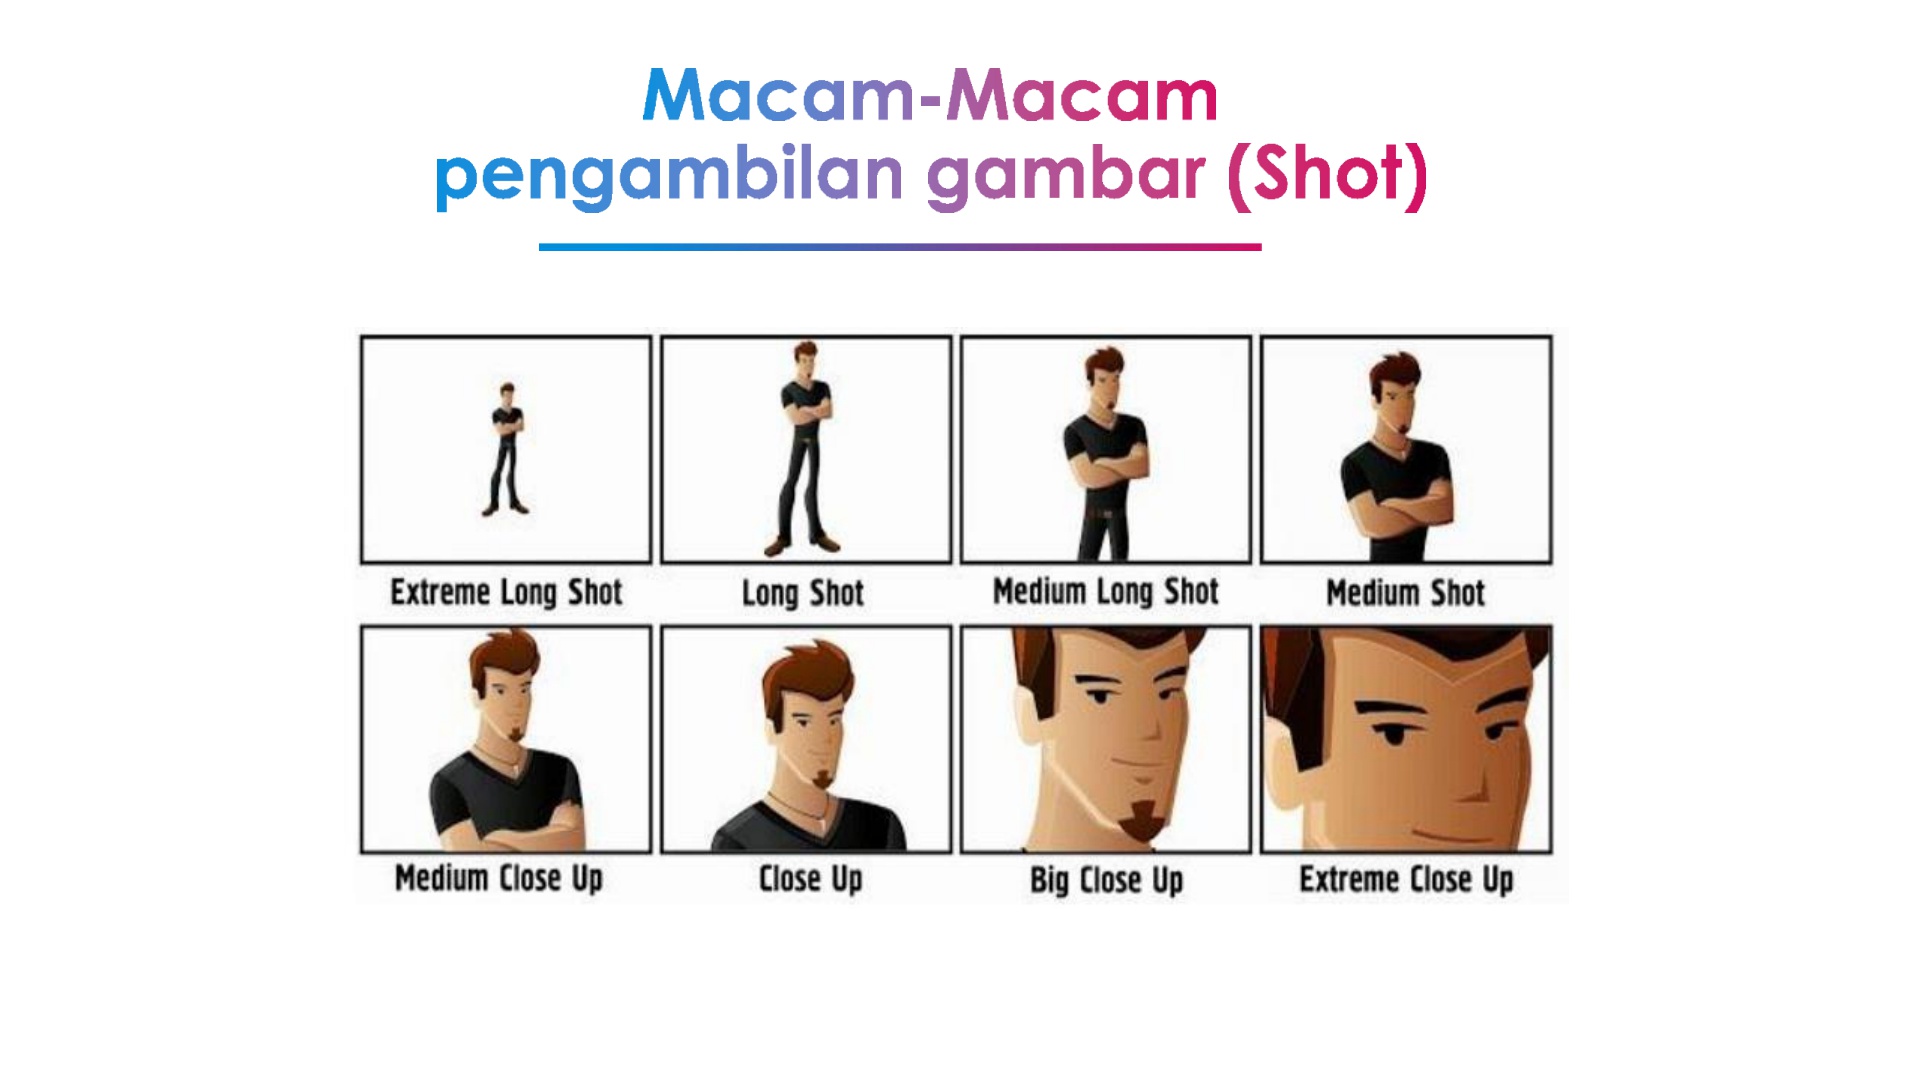 Macam-Macam
pengambilan gambar (Shot)
Extreme Long Shot
Long Shot
Medium Long Shot
Medium Shot
Medium Close Up
Close Up
Big Close Up
Extreme Close Up